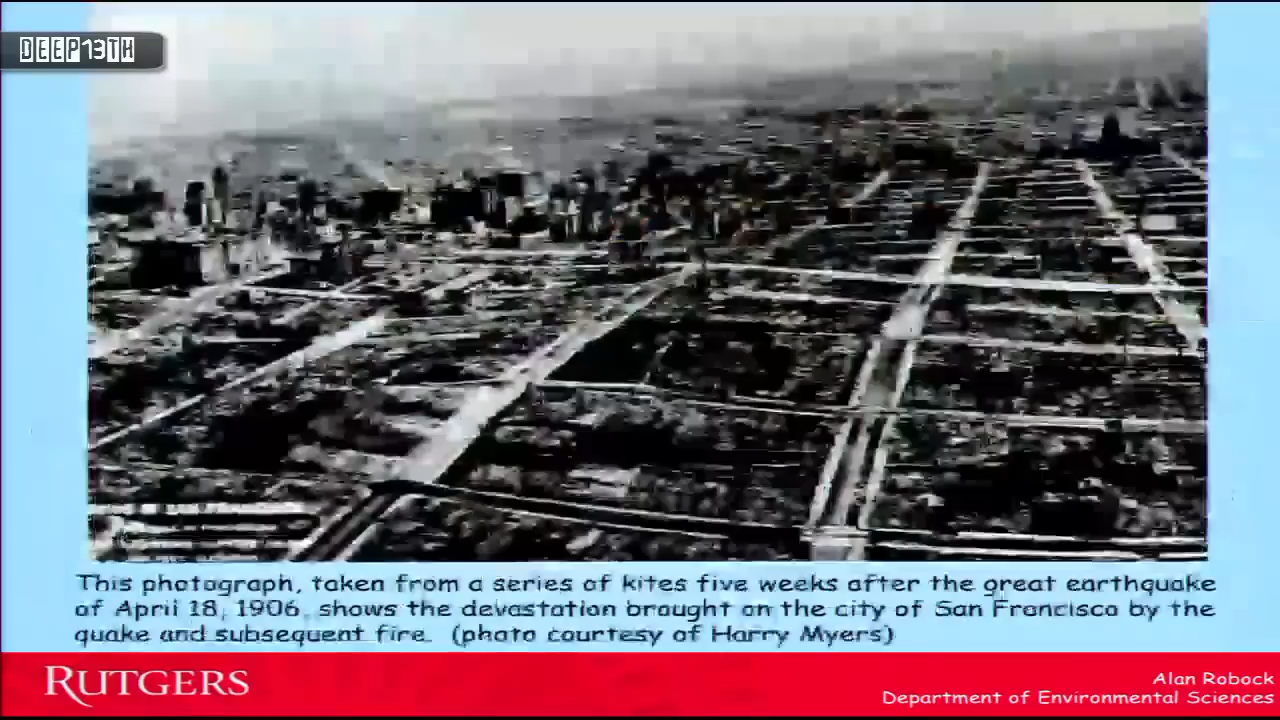 DEEP13TH
This photograph, taken from a series of kites five weeks after the great earthquake
of April 18, 1906, shows the devastation brought on the city of San Francisco by the
quake and subsequent fire. (photo courtesy of Harry Myers)
RUTGERS
Alan Robock
Department of Environmental Sciences